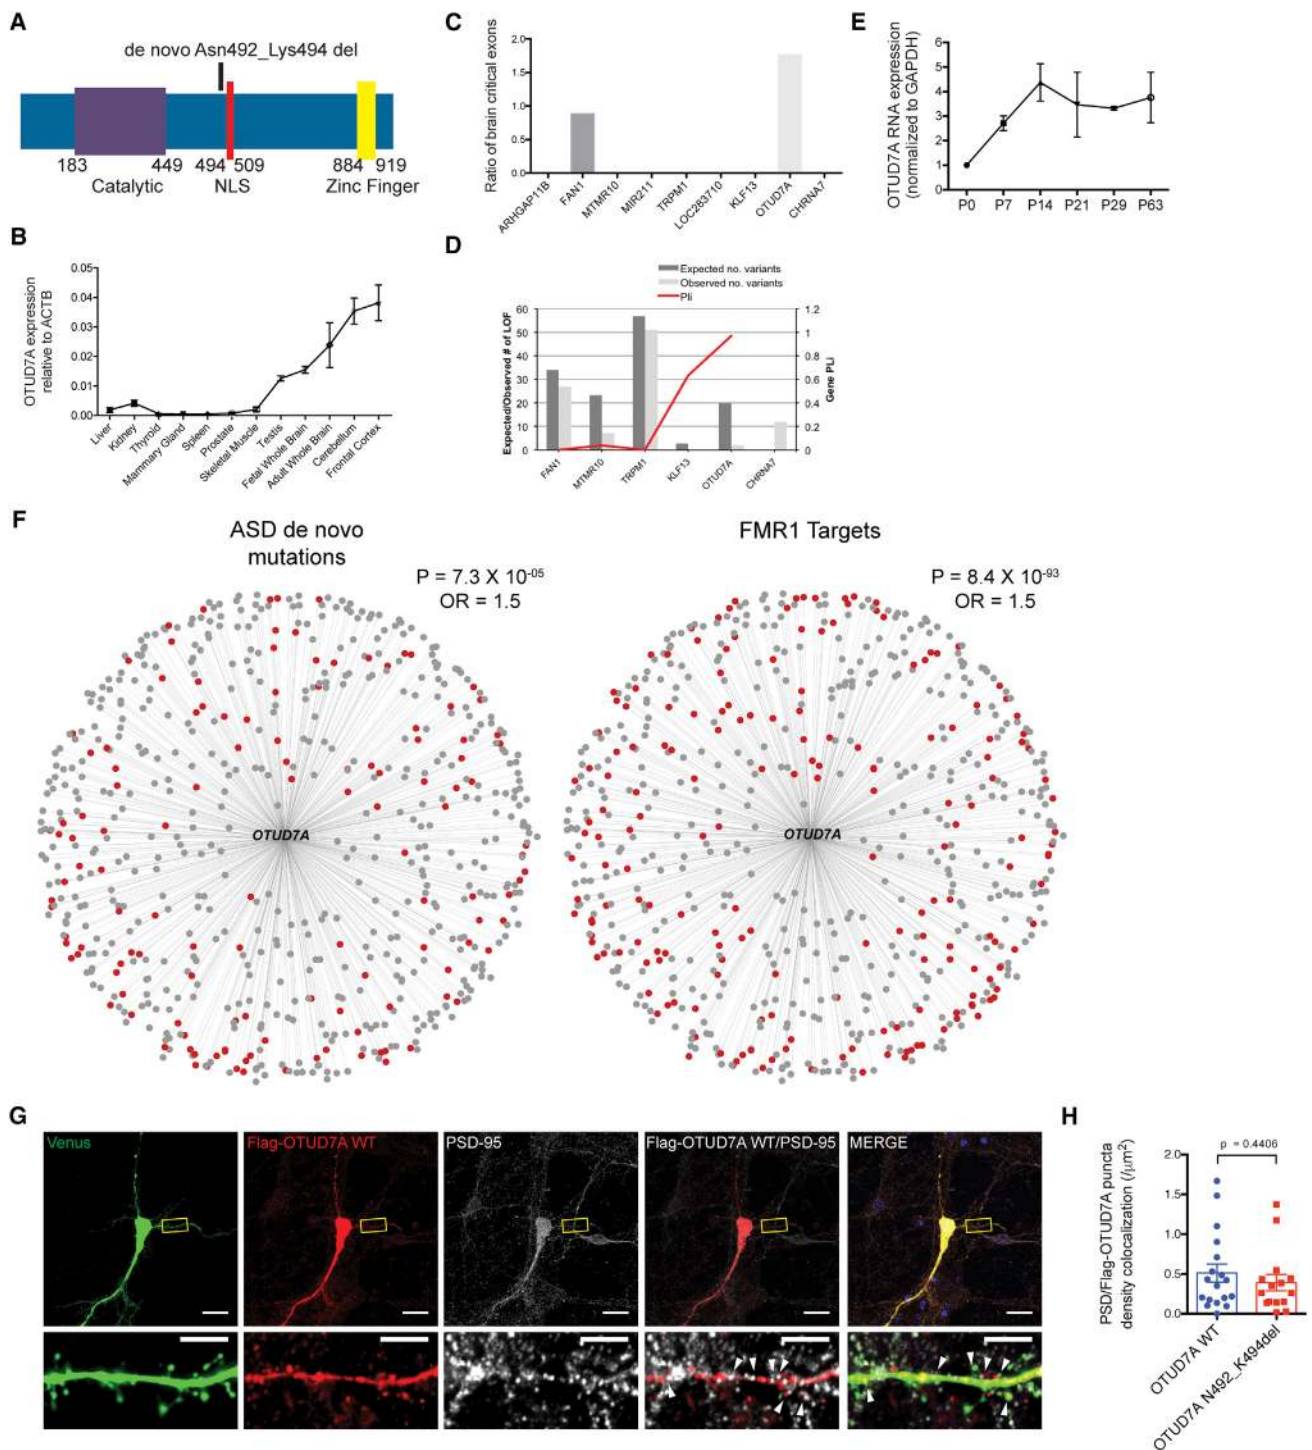 A
de novo Asn492_Lys494 del
183
449
494
509
884
919
Catalytic
NLS
Zinc Finger
B
OTUD7A expression
relative to ACTB
0.05
0.04
0.03
0.02
0.01
0.00
Liver
Kidney
Thyroid
Mammary Gland
Spleen
Prostate
Skeletal Muscle
Testis
Fetal Whole Brain
Adult Whole Brain
Cerebellum
Frontal Cortex
C
Ratio of brain critical exons
2.0
1.5
1.0
0.5
0.0
ARHGAP11B
FAN1
MTMR10
MIR211
TRPM1
LOC283710
KLF13
OTUD7A
CHRNA7
D
Expected no. variants
Observed no. variants
Pli
Expected/Observed # of LOF
60
50
40
30
20
10
0
1.2
1
0.8
0.6
0.4
0.2
0
Gene PLi
FAN1
MTMR10
TRPM1
KLF13
OTUD7A
CHRNA7
E
OTUD7A RNA expression
(normalized to GAPDH)
6
5
4
3
2
1
0
P0
P7
P14
P21
P29
P63
F
ASD de novo
mutations
P = 7.3 X 10-05
OR = 1.5
OTUD7A
FMR1 Targets
P = 8.4 X 10-93
OR = 1.5
OTUD7A
G
Venus
Flag-OTUD7A WT
PSD-95
Flag-OTUD7A WT/PSD-95
MERGE
H
PSD/Flag-OTUD7A puncta
density colocalization (/μm2)
p = 0.4406
2.0
1.5
1.0
0.5
0.0
OTUD7A WT
OTUD7A N492_K494del